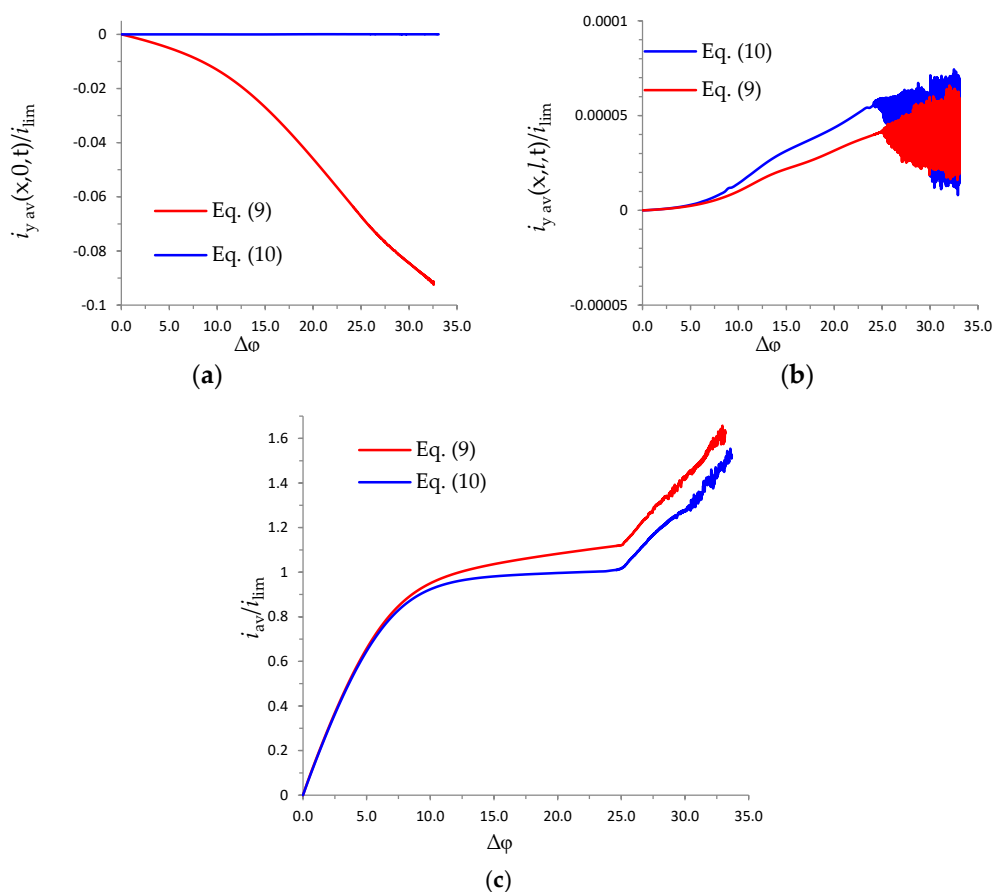 0
-0.02
-0.04
-0.06
-0.08
-0.1
0.0 5.0 10.0 15.0 20.0 25.0 30.0 35.0
i_y av(x,0,t)/i_lim
Δφ
Eq. (9)
Eq. (10)
(a)
0.0001
0.00005
0
-0.00005
0.0 5.0 10.0 15.0 20.0 25.0 30.0 35.0
i_y av(x,l,t)/i_lim
Δφ
Eq. (10)
Eq. (9)
(b)
1.6
1.4
1.2
1
0.8
0.6
0.4
0.2
0
0.0 5.0 10.0 15.0 20.0 25.0 30.0 35.0
i_av/i_lim
Δφ
Eq. (9)
Eq. (10)
(c)